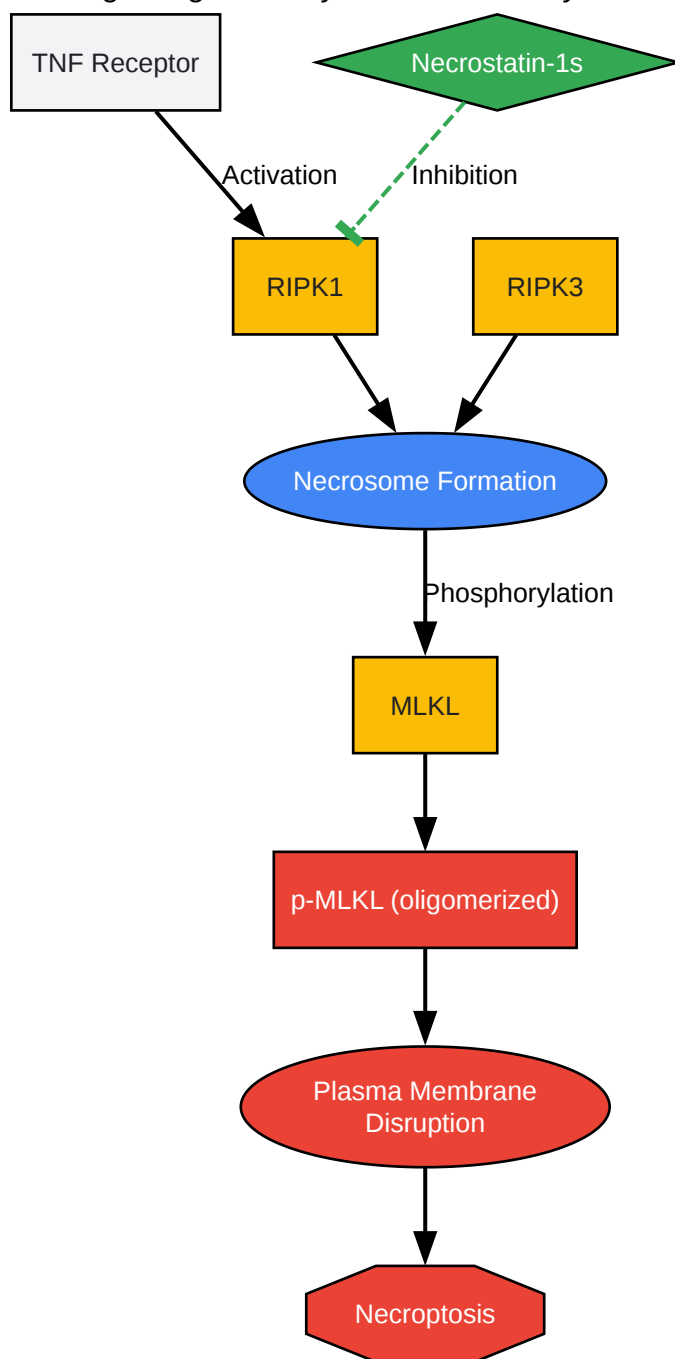 TNF Receptor
Necrostatin-1s
Activation
Inhibition
RIPK1
RIPK3
Necrosome Formation
Phosphorylation
MLKL
p-MLKL (oligomerized)
Plasma Membrane
Disruption
Necroptosis